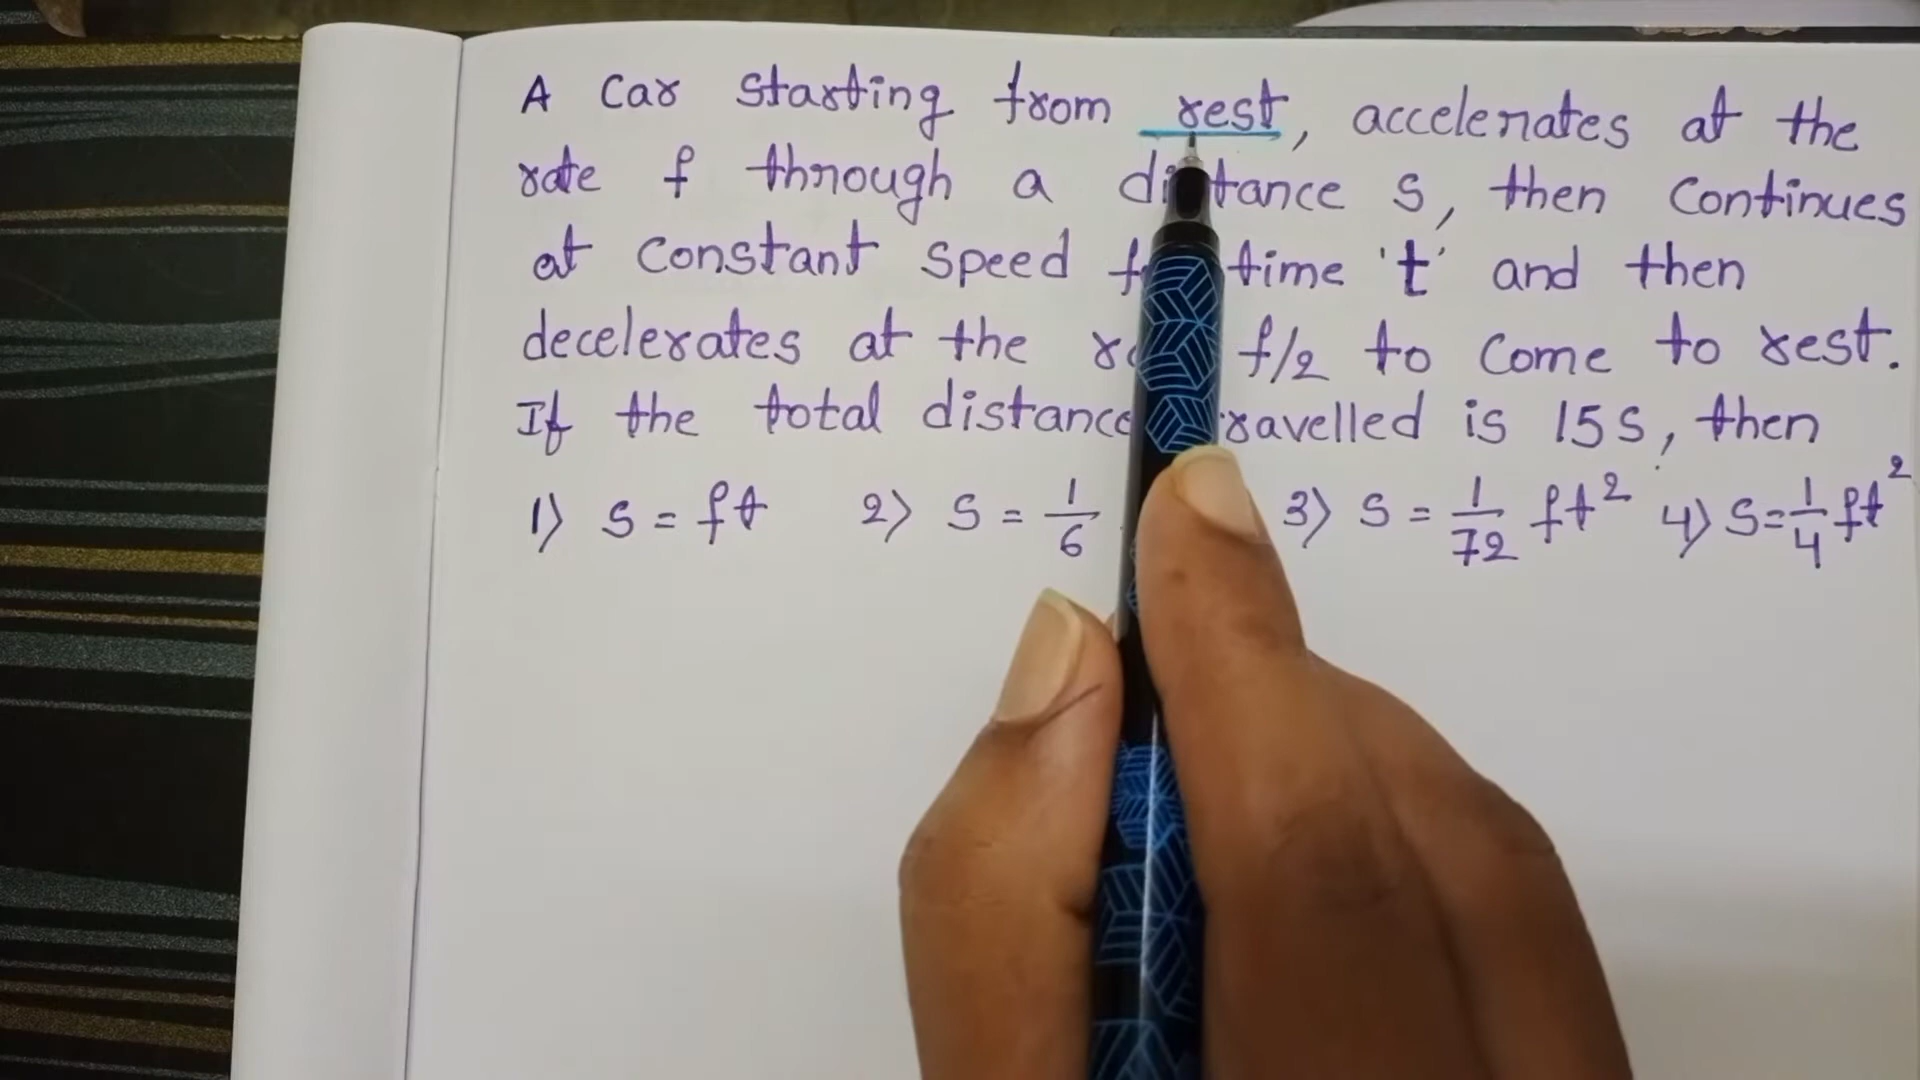 A car starting from rest, accelerates at the
rate f through a distance s, then continues
at constant speed time 't' and then
decelerates at the f/2 to come to rest.
If the total distance travelled is 15s, then
1) s = ft 2) s = 1/6 3) s = 1/72 ft² 4) s = 1/4 ft²